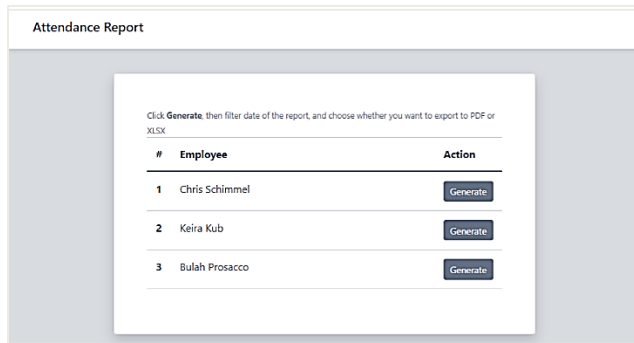 Attendance Report
Click Generate, then filter date of the report, and choose whether you want to export to PDF or
XLSX
# Employee Action
1 Chris Schimmel Generate
2 Keira Kub Generate
3 Bulah Prosacco Generate